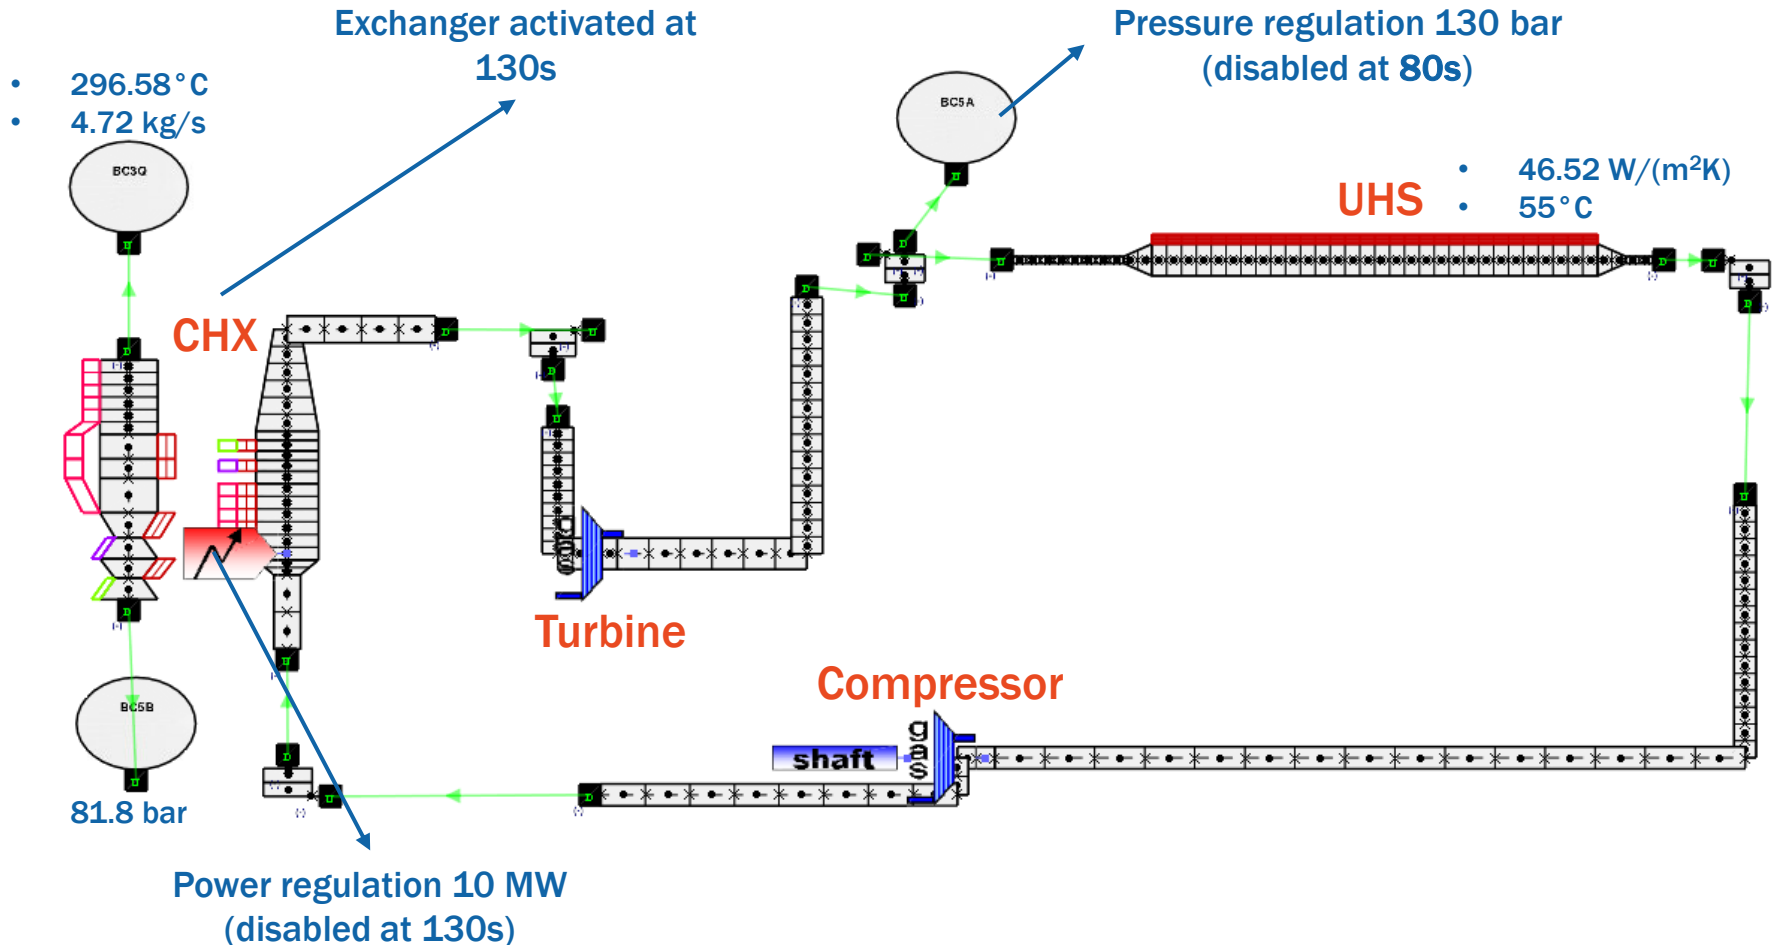 Exchanger activated at
130s
Pressure regulation 130 bar
(disabled at 80s)
• 296.58°C
• 4.72 kg/s
BC3Q
BC5A
• 46.52 W/(m²K)
• 55°C
UHS
CHX
Turbine
gas
Compressor
gas
shaft
BC5B
81.8 bar
Power regulation 10 MW
(disabled at 130s)